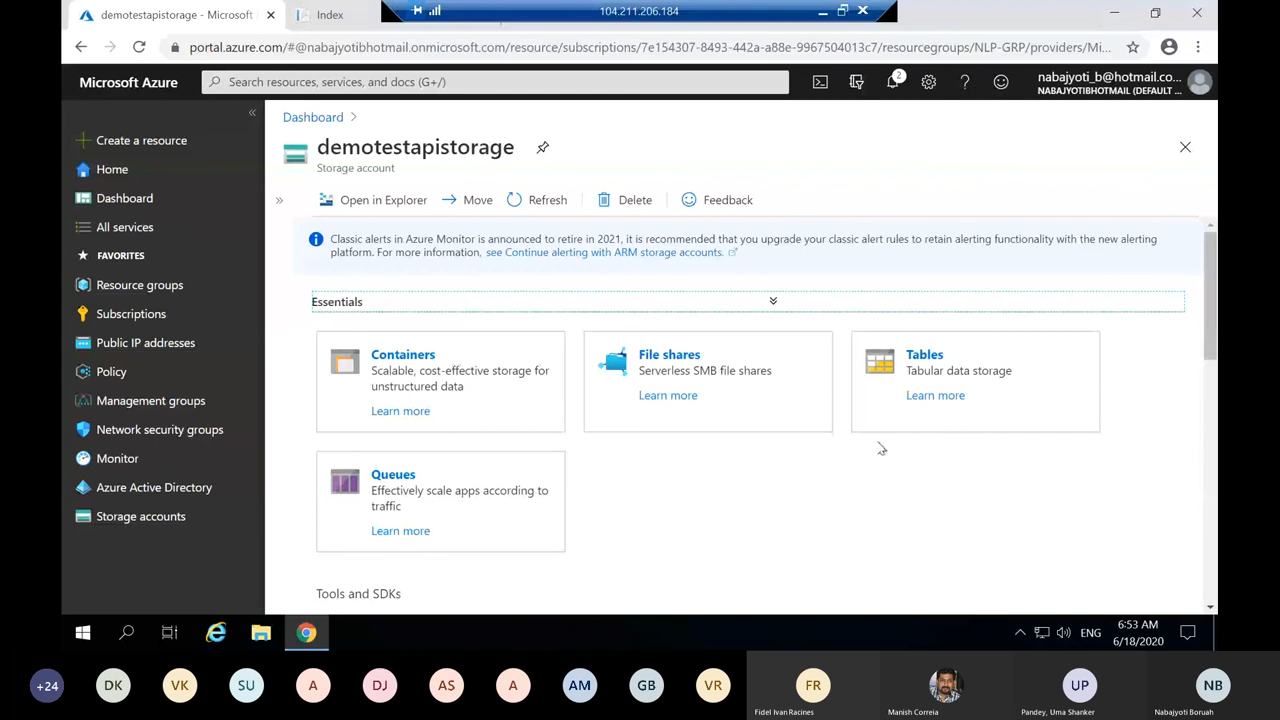 demotestapistorage - Microsoft
Index
104.211.206.184
portal.azure.com/#@nabajyotibhotmail.onmicrosoft.com/resource/subscriptions/7e154307-8493-442a-a88e-9967504013c7/resourcegroups/NLP-GRP/providers/Mi...
Microsoft Azure
Search resources, services, and docs (G+/)
2
nabajyoti_b@hotmail.co...
NABAJYOTIBHOTMAIL (DEFAULT ...
Create a resource
Home
Dashboard
All services
FAVORITES
Resource groups
Subscriptions
Public IP addresses
Policy
Management groups
Network security groups
Monitor
Azure Active Directory
Storage accounts
Dashboard
demotestapistorage
Storage account
Open in Explorer
Move
Refresh
Delete
Feedback
Classic alerts in Azure Monitor is announced to retire in 2021, it is recommended that you upgrade your classic alert rules to retain alerting functionality with the new alerting
platform. For more information, see Continue alerting with ARM storage accounts.
Essentials
Containers
Scalable, cost-effective storage for
unstructured data
Learn more
File shares
Serverless SMB file shares
Learn more
Tables
Tabular data storage
Learn more
Queues
Effectively scale apps according to
traffic
Learn more
Tools and SDKs
ENG
6:53 AM
6/18/2020
+24
DK
VK
SU
A
DJ
AS
A
AM
GB
VR
FR
Fidel Ivan Racines
Manish Correia
UP
Pandey, Uma Shanker
NB
Nabajyoti Boruah